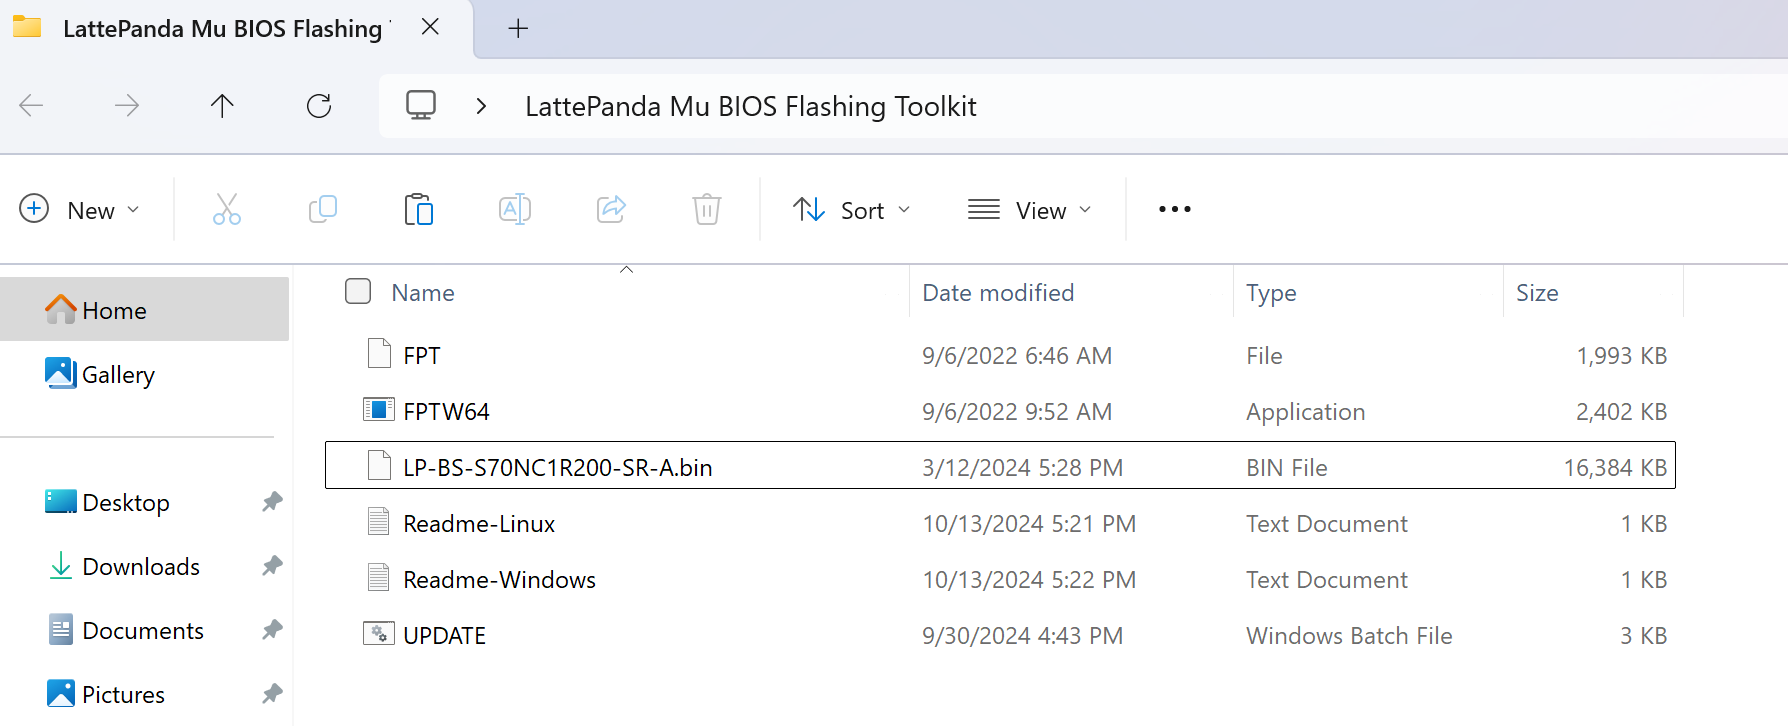 LattePanda Mu BIOS Flashing
LattePanda Mu BIOS Flashing Toolkit
New Sort View
Name Date modified Type Size
Home
Gallery
Desktop
Downloads
Documents
Pictures
FPT 9/6/2022 6:46 AM File 1,993 KB
FPTW64 9/6/2022 9:52 AM Application 2,402 KB
LP-BS-S70NC1R200-SR-A.bin 3/12/2024 5:28 PM BIN File 16,384 KB
Readme-Linux 10/13/2024 5:21 PM Text Document 1 KB
Readme-Windows 10/13/2024 5:22 PM Text Document 1 KB
UPDATE 9/30/2024 4:43 PM Windows Batch File 3 KB